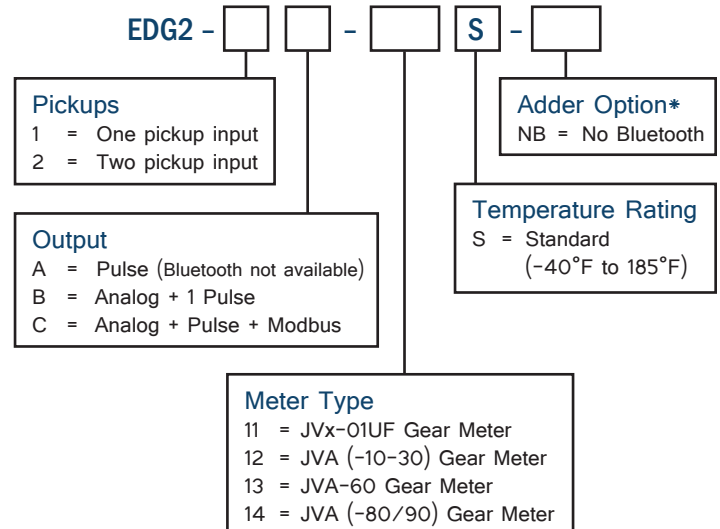 EDG2 – – S –
Pickups
1 = One pickup input
2 = Two pickup input
Adder Option*
NB = No Bluetooth
Output
A = Pulse (Bluetooth not available)
B = Analog + 1 Pulse
C = Analog + Pulse + Modbus
Temperature Rating
S = Standard
(-40°F to 185°F)
Meter Type
11 = JVx-01UF Gear Meter
12 = JVA (-10-30) Gear Meter
13 = JVA-60 Gear Meter
14 = JVA (-80/90) Gear Meter